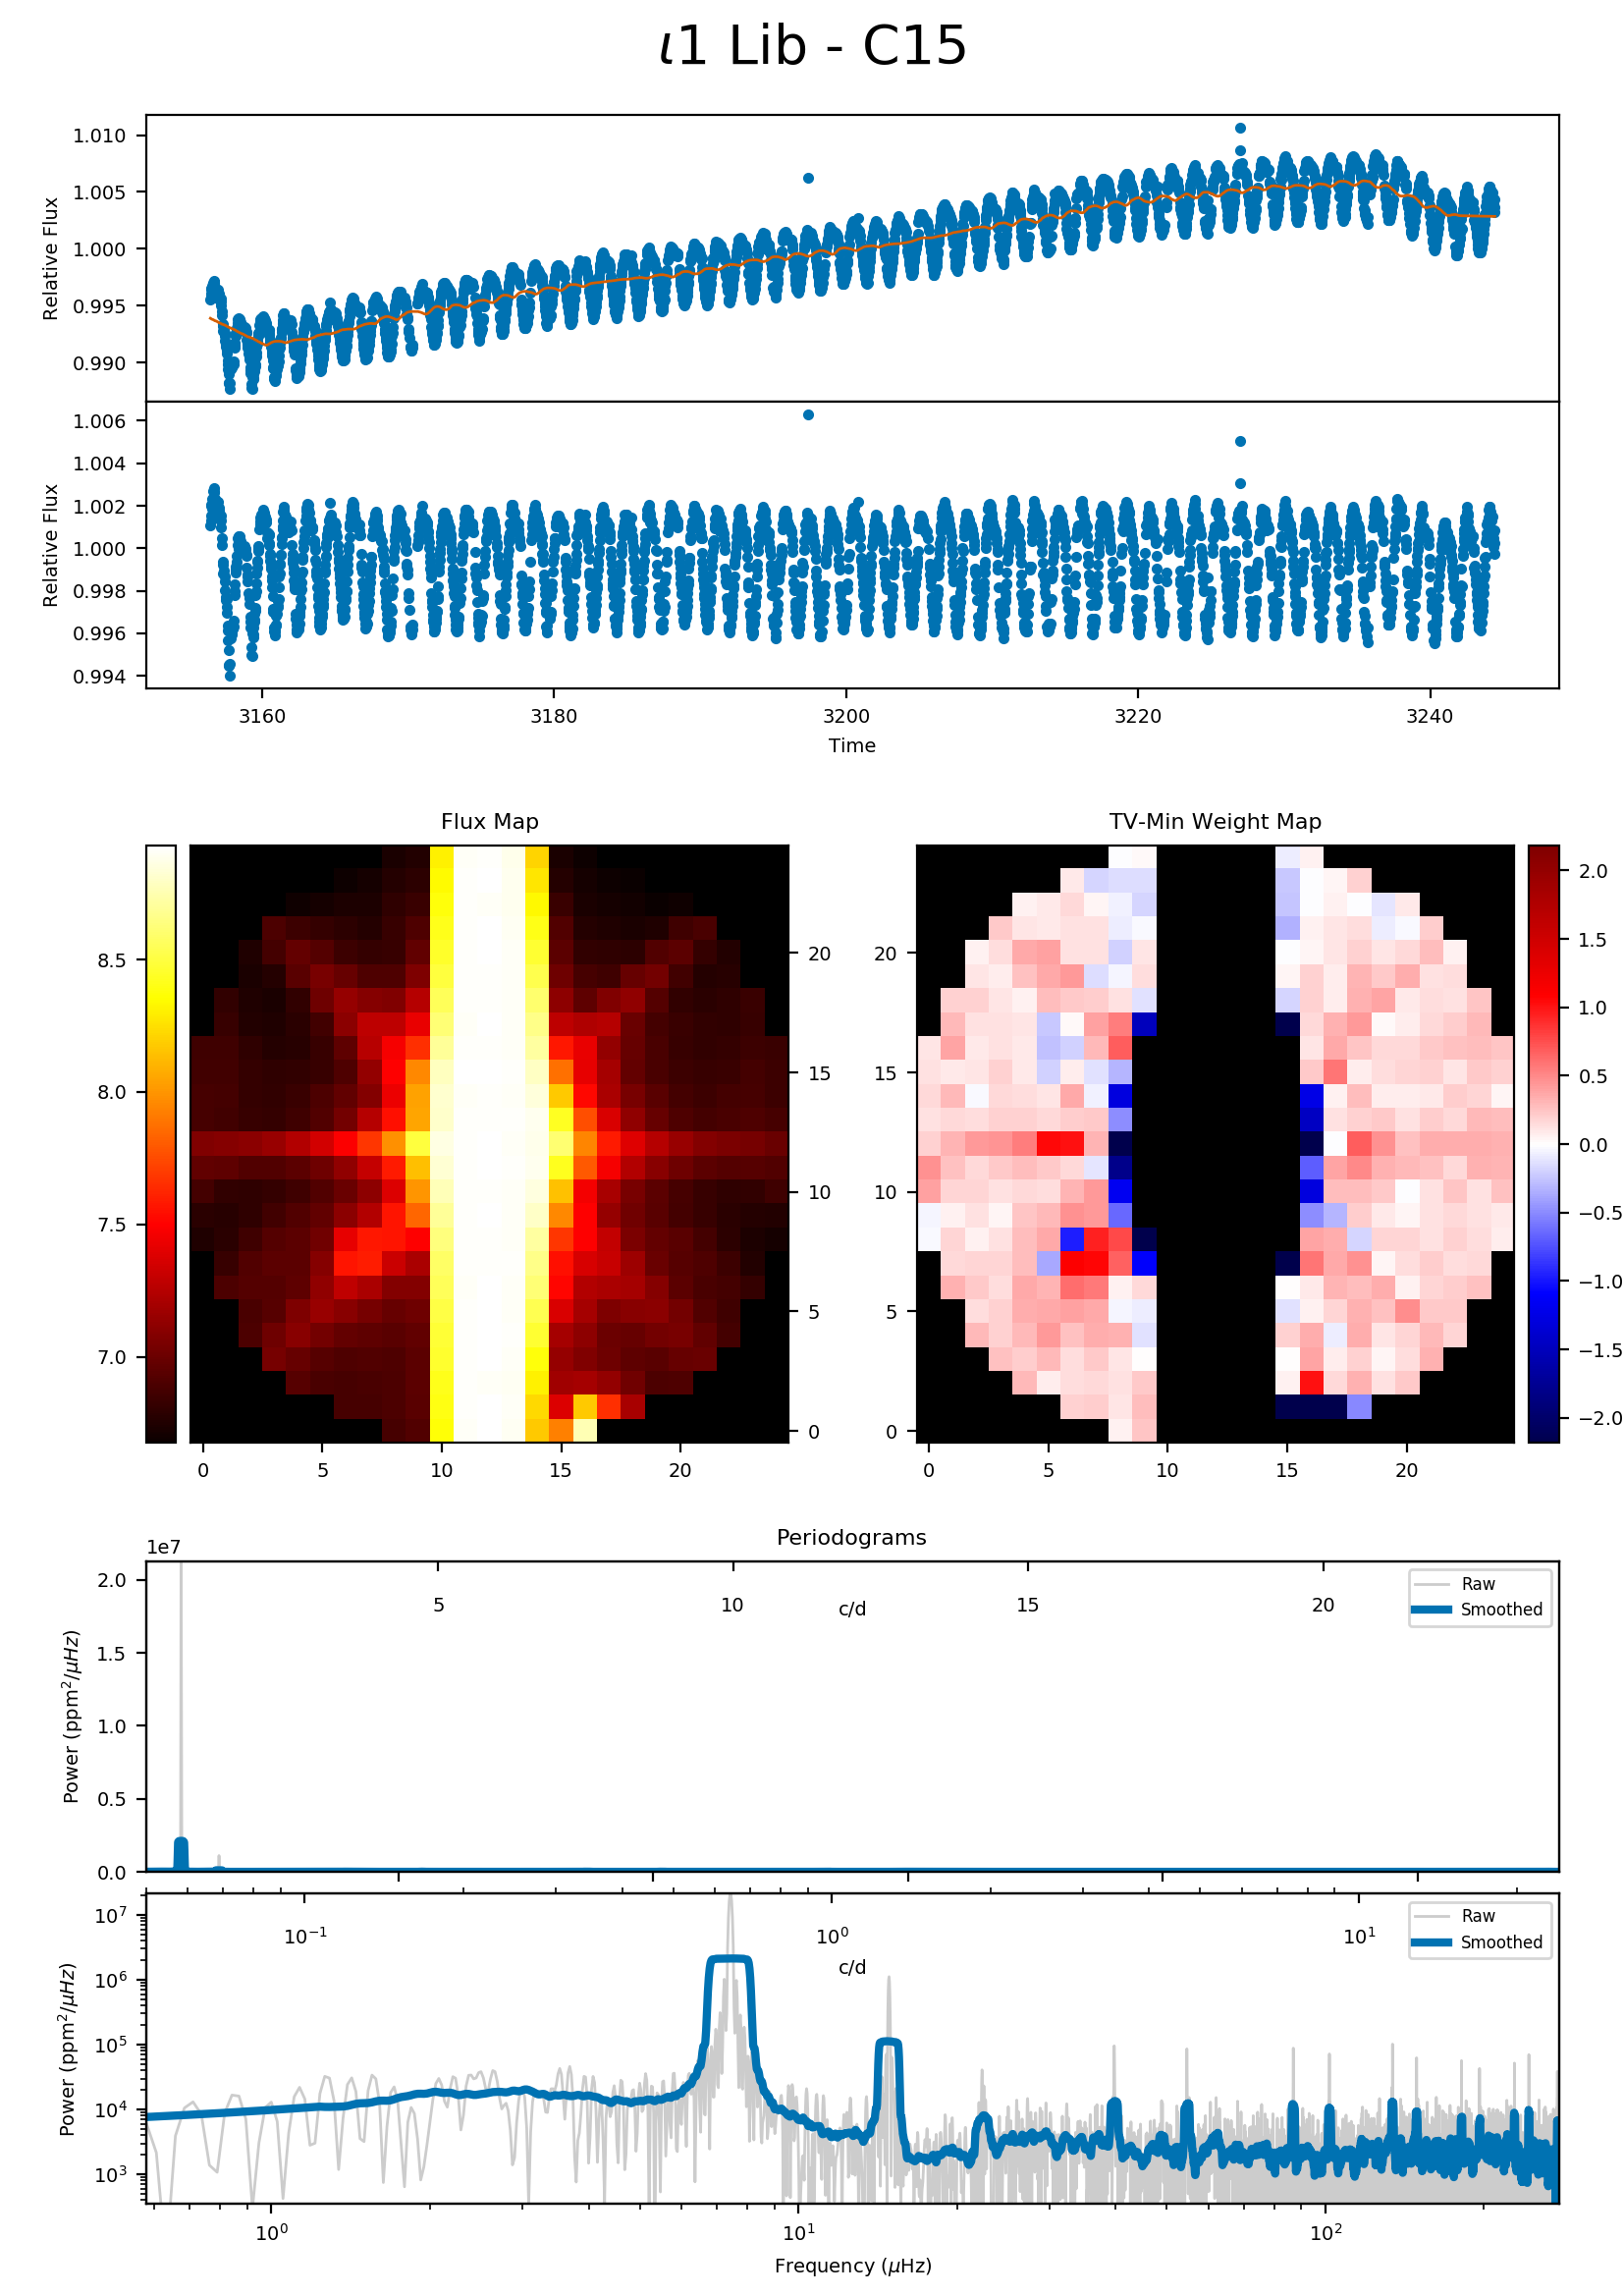 ι1 Lib - C15
1.010
1.005
1.000
0.995
0.990
Relative Flux
1.006
1.004
1.002
1.000
0.998
0.996
0.994
Relative Flux
3160 3180 3200 3220 3240
Time
Flux Map
8.5
8.0
7.5
7.0
20
15
10
5
0
0 5 10 15 20
TV-Min Weight Map
20
15
10
5
0
0 5 10 15 20
2.0
1.5
1.0
0.5
0.0
−0.5
−1.0
−1.5
−2.0
Periodograms
1e7
2.0
1.5
1.0
0.5
0.0
Power (ppm²/μHz)
5 10 15 20
c/d
Raw
Smoothed
10⁷
10⁶
10⁵
10⁴
10³
Power (ppm²/μHz)
10⁻¹ 10⁰ 10¹
c/d
Raw
Smoothed
10⁰ 10¹ 10²
Frequency (μHz)